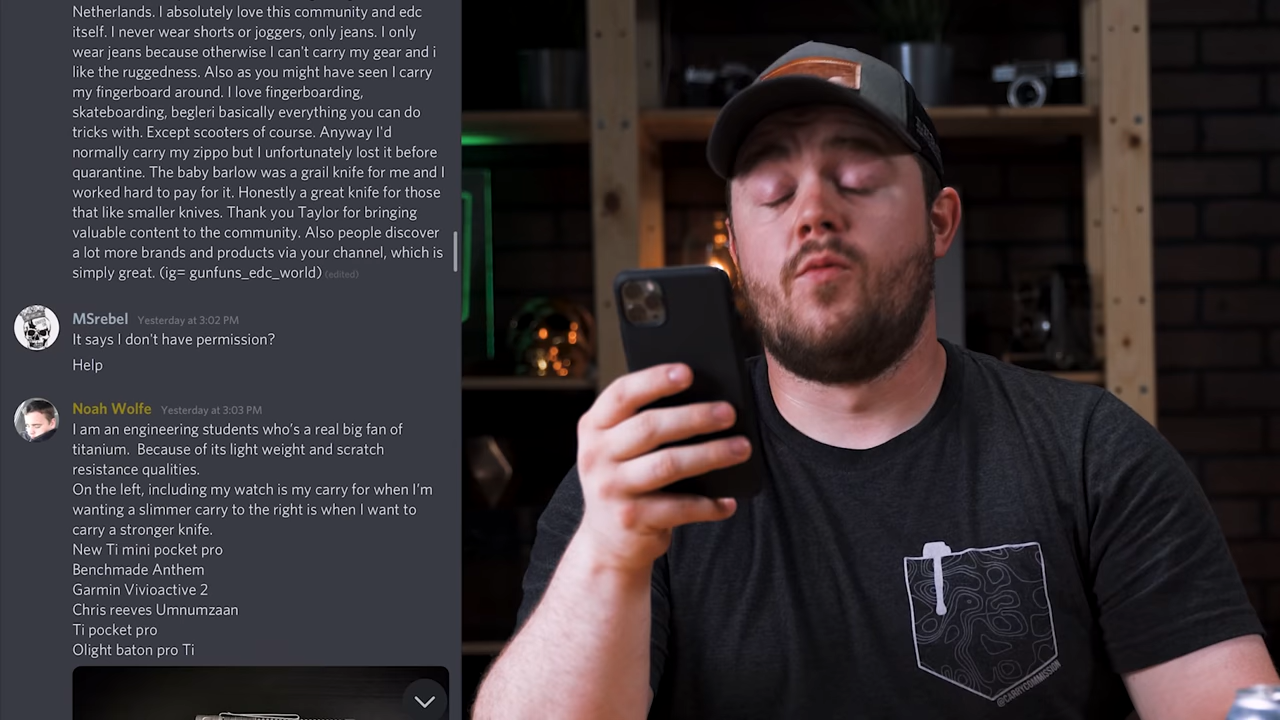 Netherlands. I absolutely love this community and edc
itself. I never wear shorts or joggers, only jeans. I only
wear jeans because otherwise I can't carry my gear and i
like the ruggedness. Also as you might have seen I carry
my fingerboard around. I love fingerboarding,
skateboarding, begleri basically everything you can do
tricks with. Except scooters of course. Anyway I'd
normally carry my zippo but I unfortunately lost it before
quarantine. The baby barlow was a grail knife for me and I
worked hard to pay for it. Honestly a great knife for those
that like smaller knives. Thank you Taylor for bringing
valuable content to the community. Also people discover
a lot more brands and products via your channel, which is
simply great. (ig= gunfuns_edc_world) (edited)
MSrebel Yesterday at 3:02 PM
It says I don't have permission?
Help
Noah Wolfe Yesterday at 3:03 PM
I am an engineering students who's a real big fan of
titanium. Because of its light weight and scratch
resistance qualities.
On the left, including my watch is my carry for when I'm
wanting a slimmer carry to the right is when I want to
carry a stronger knife.
New Ti mini pocket pro
Benchmade Anthem
Garmin Vivioactive 2
Chris reeves Umnumzaan
Ti pocket pro
Olight baton pro Ti
@CARRYCOMMISSION